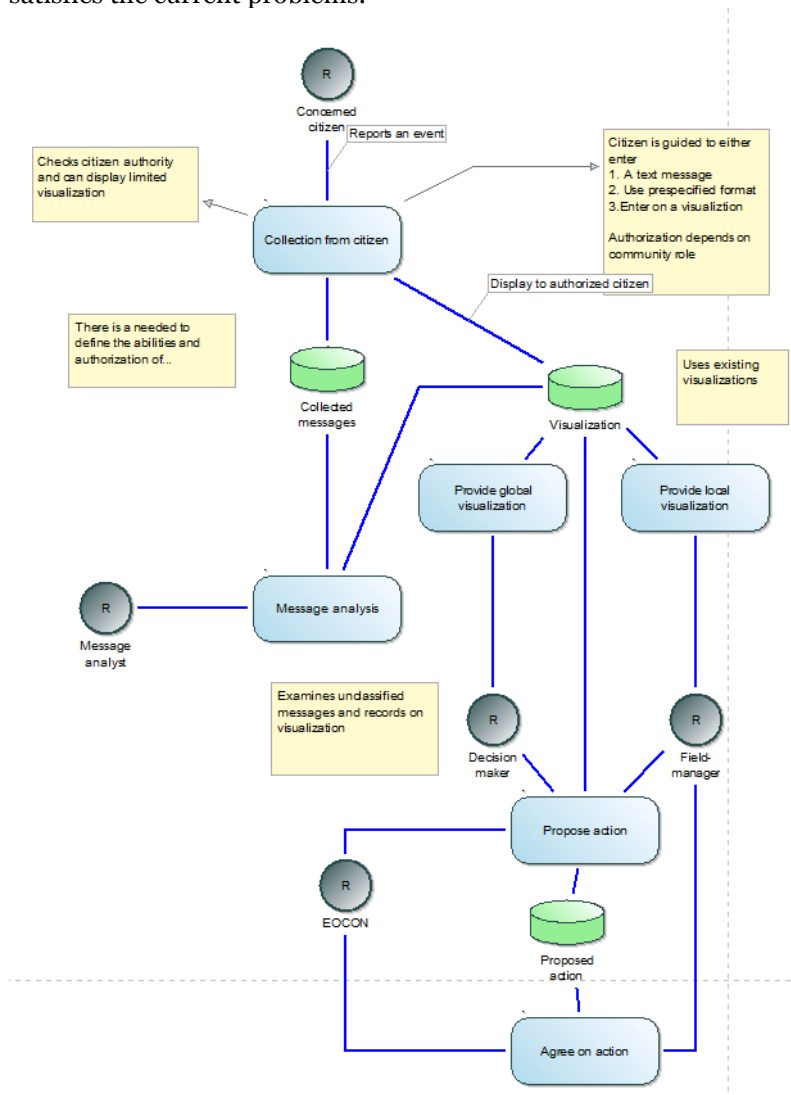 satisfies the current problems.
R
Concerned
citizen
Reports an event
Checks citizen authority
and can display limited
visualization
Citizen is guided to either
enter
1. A text message
2. Use prespecified format
3.Enter on a visualiztion
Authorization depends on
community role
Collection from citizen
Display to authorized citizen
There is a needed to
define the abilities and
authorization of...
Collected
messages
Visualization
Uses existing
visualizations
Provide global
visualization
Provide local
visualization
R
Message
analyst
Message analysis
Examines unclassified
messages and records on
visualization
R
Decision
maker
R
Field-
manager
Propose action
R
EOCON
Proposed
action
Agree on action